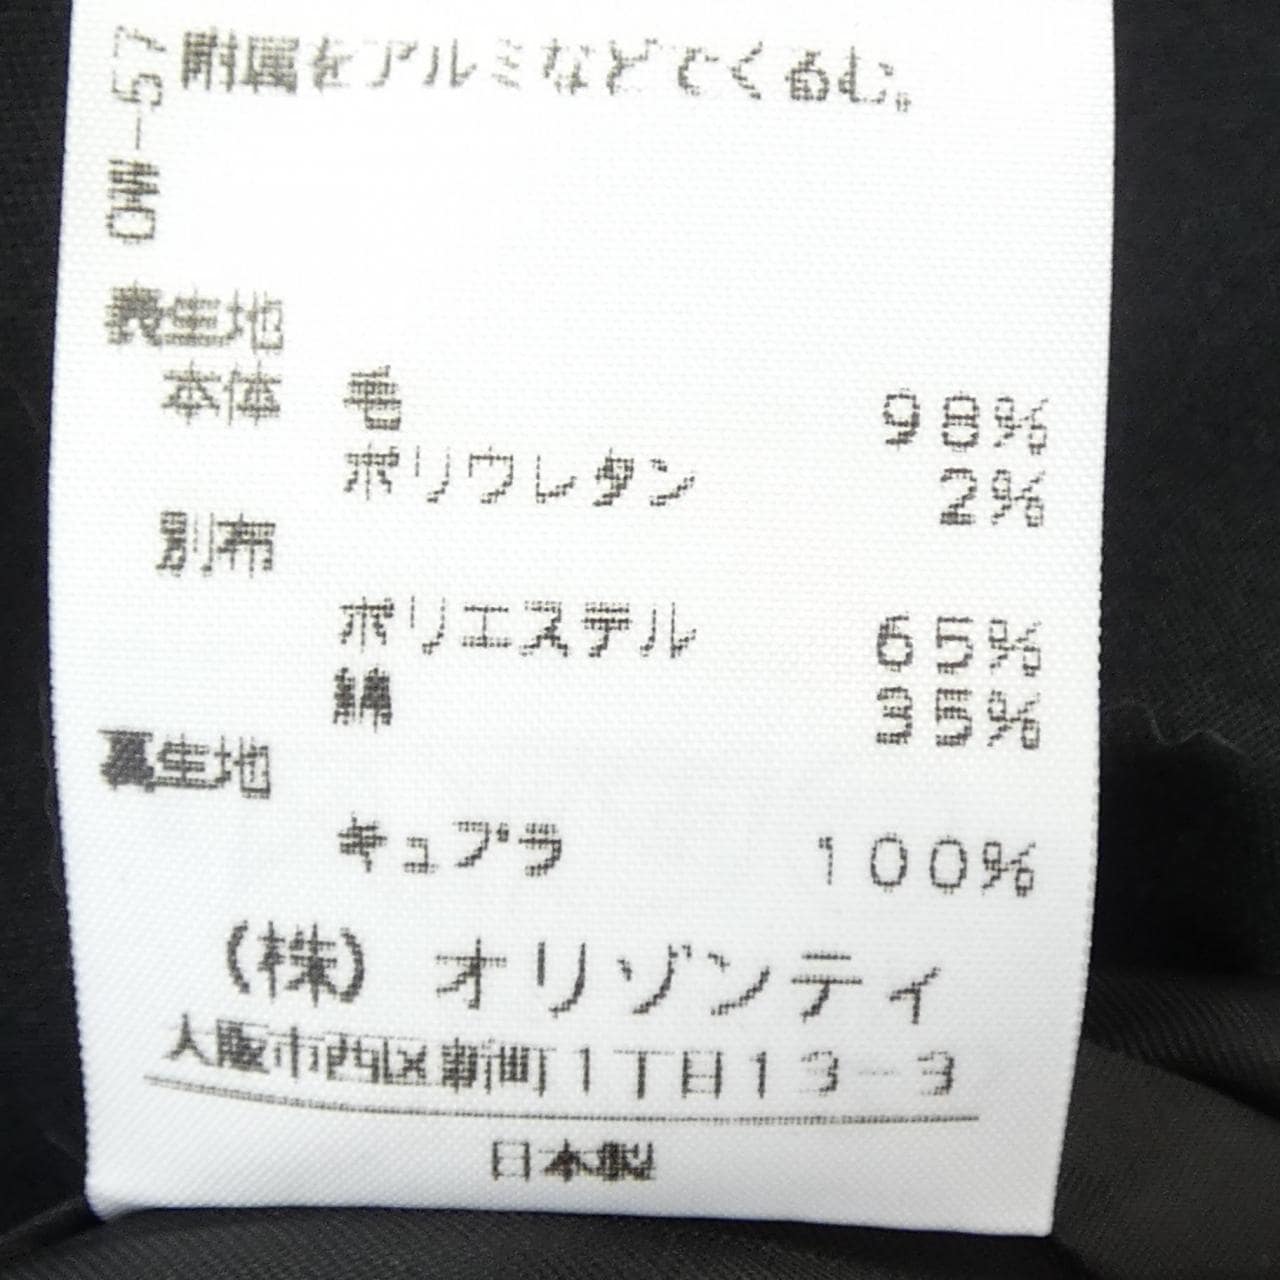 附属をアルミなどでくるむ。
OW-57
表生地
本体 毛 98%
ポリウレタン 2%
別布
ポリエステル 65%
綿 35%
裏生地
キュプラ 100%
(株) オリゾンティ
大阪市西区新町1丁目13-3
日本製